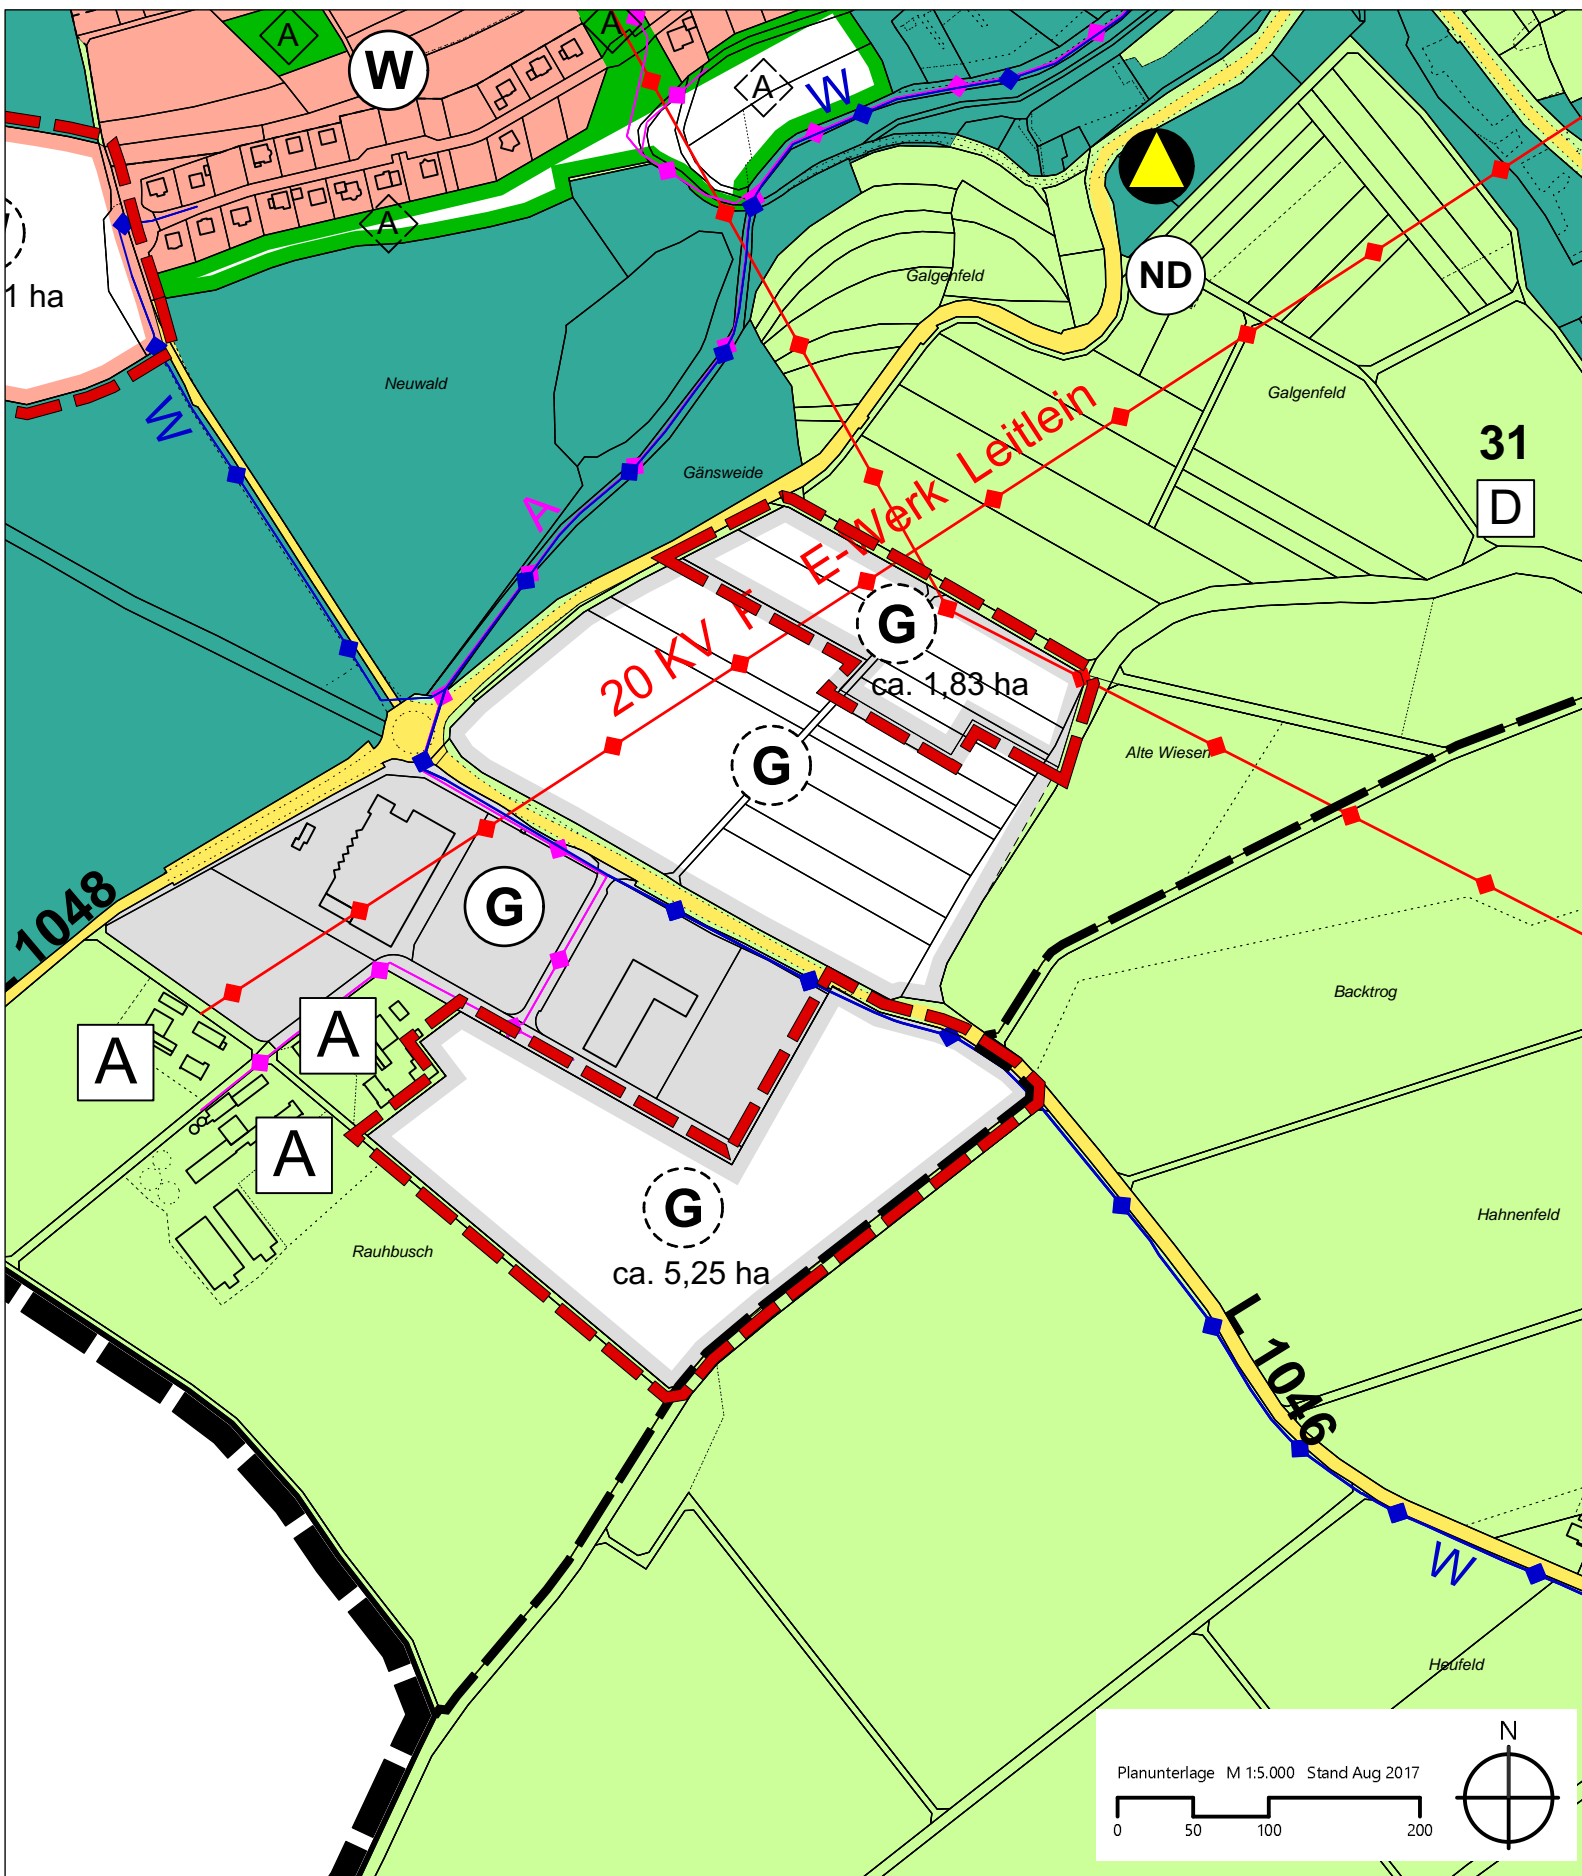 A
A
W
A
W
A
1 ha
ND
Galgenfeld
Neuwald
Galgenfeld
W
31
D
Gänsweide
A
20 KV
E-Werk Leitlein
G
ca. 1,83 ha
G
Alte Wiesen
1048
G
Backtrog
A
A
A
G
ca. 5,25 ha
Rauhbusch
Hahnenfeld
L 1046
W
Heufeld
N
Planunterlage M 1:5.000 Stand Aug 2017
0 50 100 200